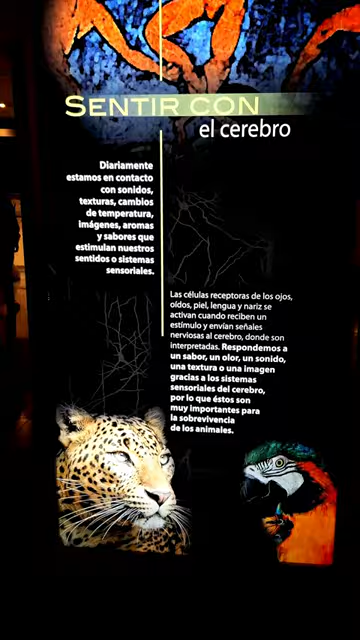 SENTIR CON
el cerebro
Diariamente
estamos en contacto
con sonidos,
texturas, cambios
de temperatura,
imágenes, aromas
y sabores que
estimulan nuestros
sentidos o sistemas
sensoriales.
Las células receptoras de los ojos,
oídos, piel, lengua y nariz se
activan cuando reciben un
estímulo y envían señales
nerviosas al cerebro, donde son
interpretadas. Respondemos a
un sabor, un olor, un sonido,
una textura o una imagen
gracias a los sistemas
sensoriales del cerebro,
por lo que éstos son
muy importantes para
la sobrevivencia
de los animales.